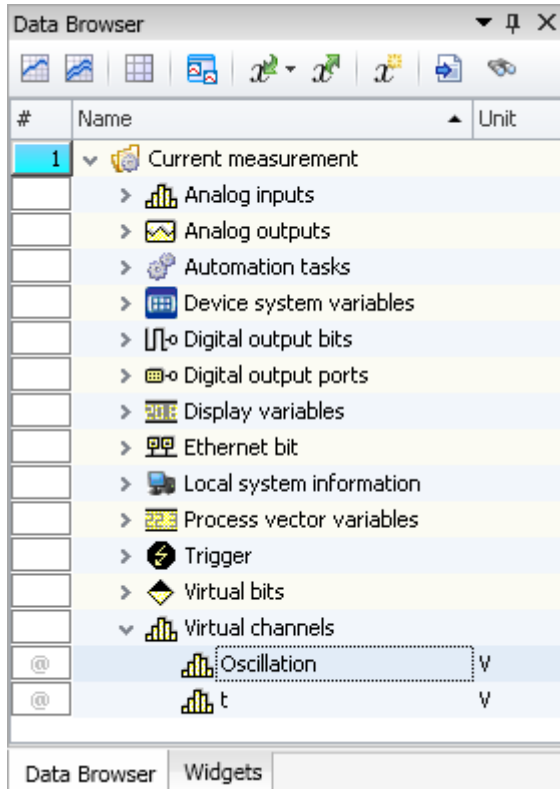 Data Browser
# Name Unit
1 Current measurement
Analog inputs
Analog outputs
Automation tasks
Device system variables
Digital output bits
Digital output ports
Display variables
Ethernet bit
Local system information
Process vector variables
Trigger
Virtual bits
Virtual channels
@ Oscillation V
@ t V
Data Browser Widgets